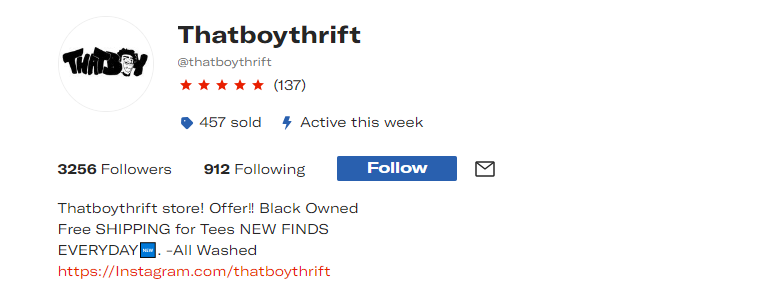 THATBOY
Thatboythrift
@thatboythrift
(137)
457 sold Active this week
3256 Followers 912 Following Follow
Thatboythrift store! Offer!! Black Owned
Free SHIPPING for Tees NEW FINDS
EVERYDAY🆕. -All Washed
https://Instagram.com/thatboythrift